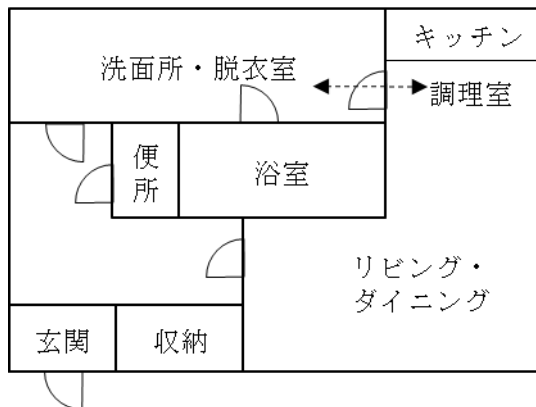 キッチン
洗面所・脱衣室
調理室
便
所
浴室
リビング・
ダイニング
玄関
収納